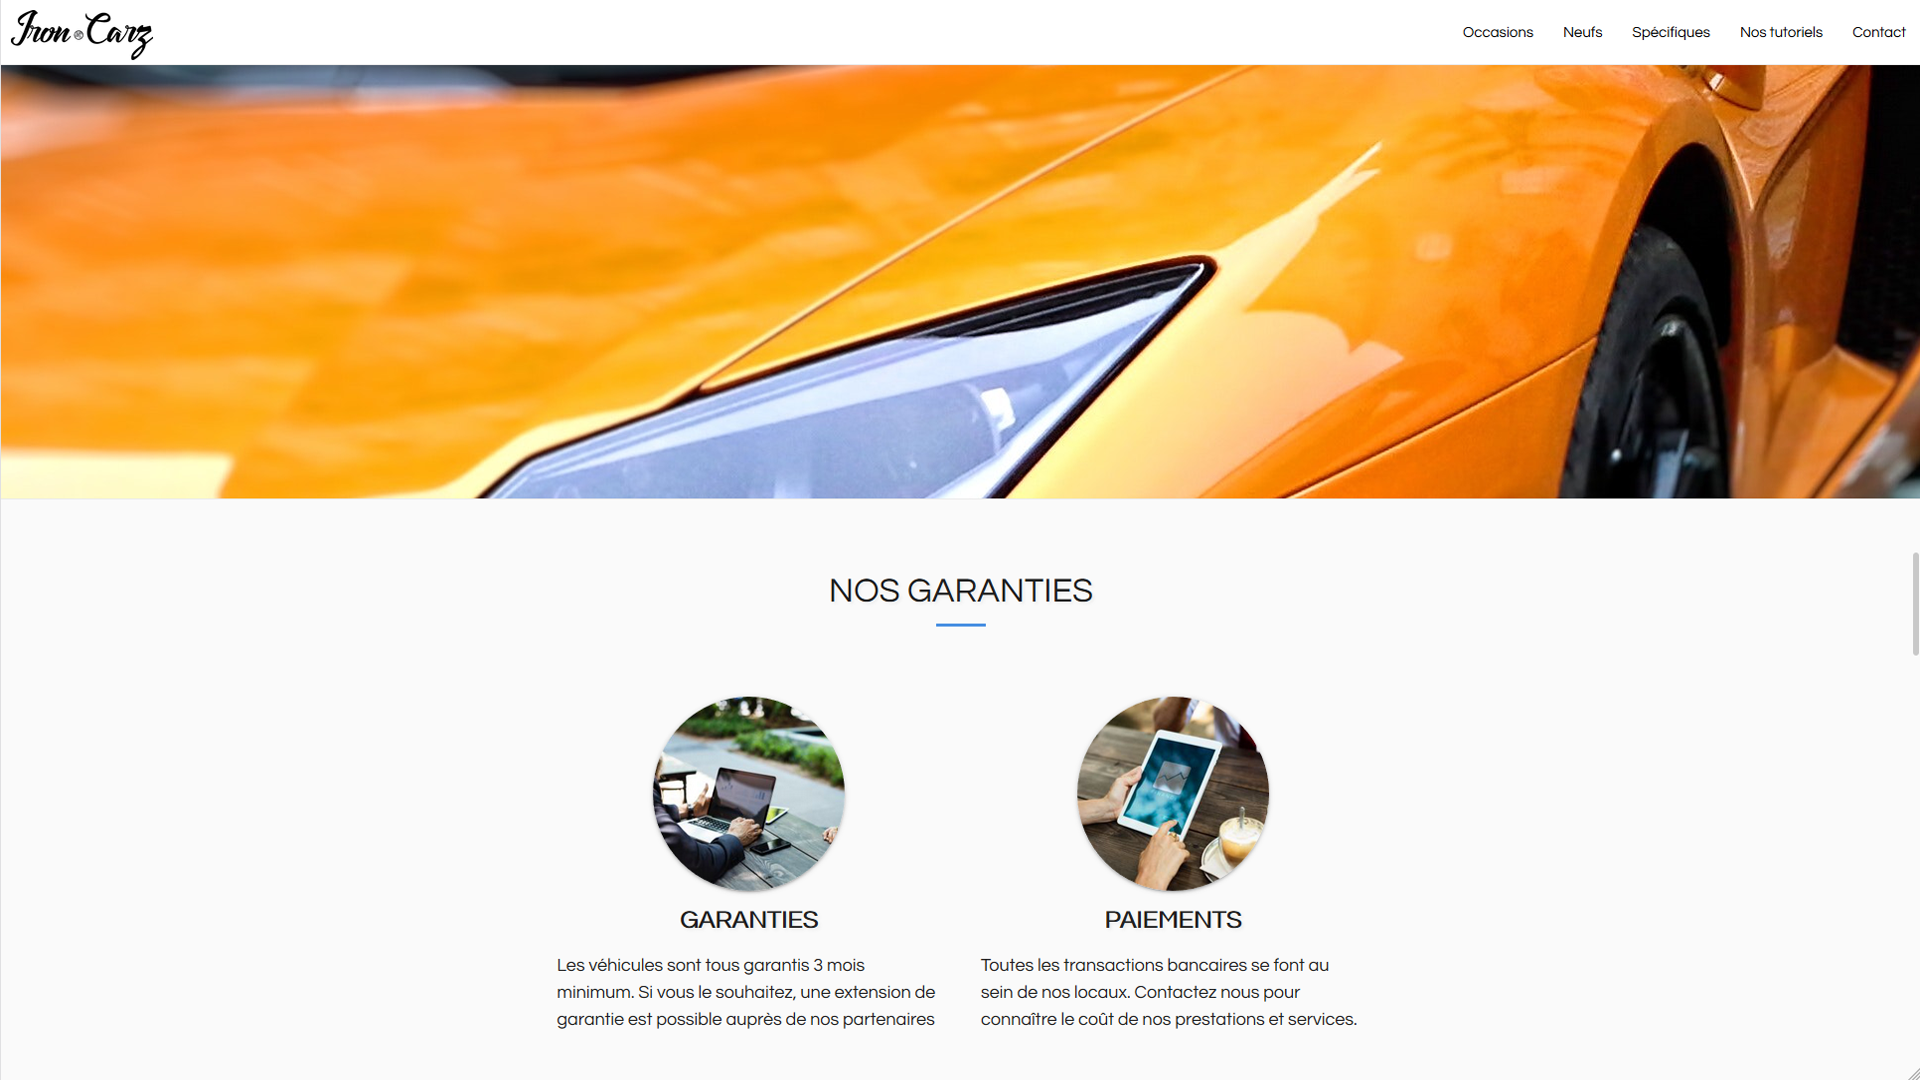 Iron Carz
Occasions
Neufs
Spécifiques
Nos tutoriels
Contact
NOS GARANTIES
GARANTIES
Les véhicules sont tous garantis 3 mois
minimum. Si vous le souhaitez, une extension de
garantie est possible auprès de nos partenaires
PAIEMENTS
Toutes les transactions bancaires se font au
sein de nos locaux. Contactez nous pour
connaître le coût de nos prestations et services.